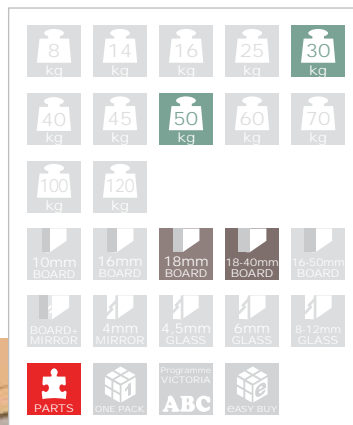 8 14 16 25 30
kg kg kg kg kg
40 45 50 60 70
kg kg kg kg kg
100 120
kg kg
10mm 16mm 18mm 18-40mm 16-50mm
BOARD BOARD BOARD BOARD BOARD
BOARD+ 4mm 4,5mm 6mm 8-12mm
MIRROR MIRROR GLASS GLASS GLASS
PARTS
1
ONE PACK
Programme
VICTORIA
ABC
e
eASY BUY